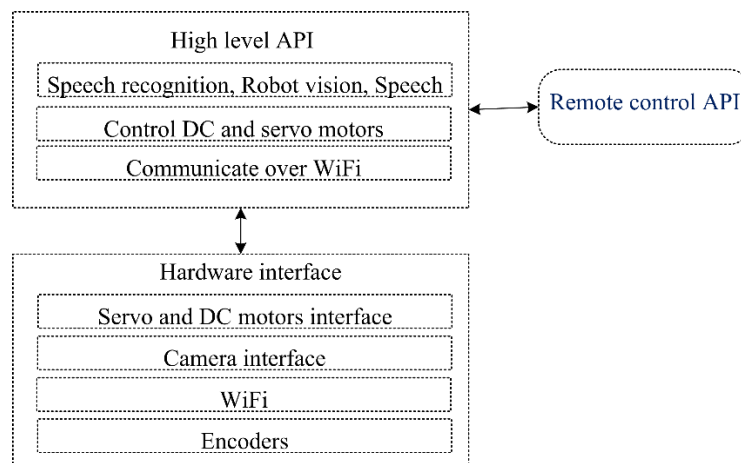 High level API
Speech recognition, Robot vision, Speech
Control DC and servo motors
Communicate over WiFi
Remote control API
Hardware interface
Servo and DC motors interface
Camera interface
WiFi
Encoders